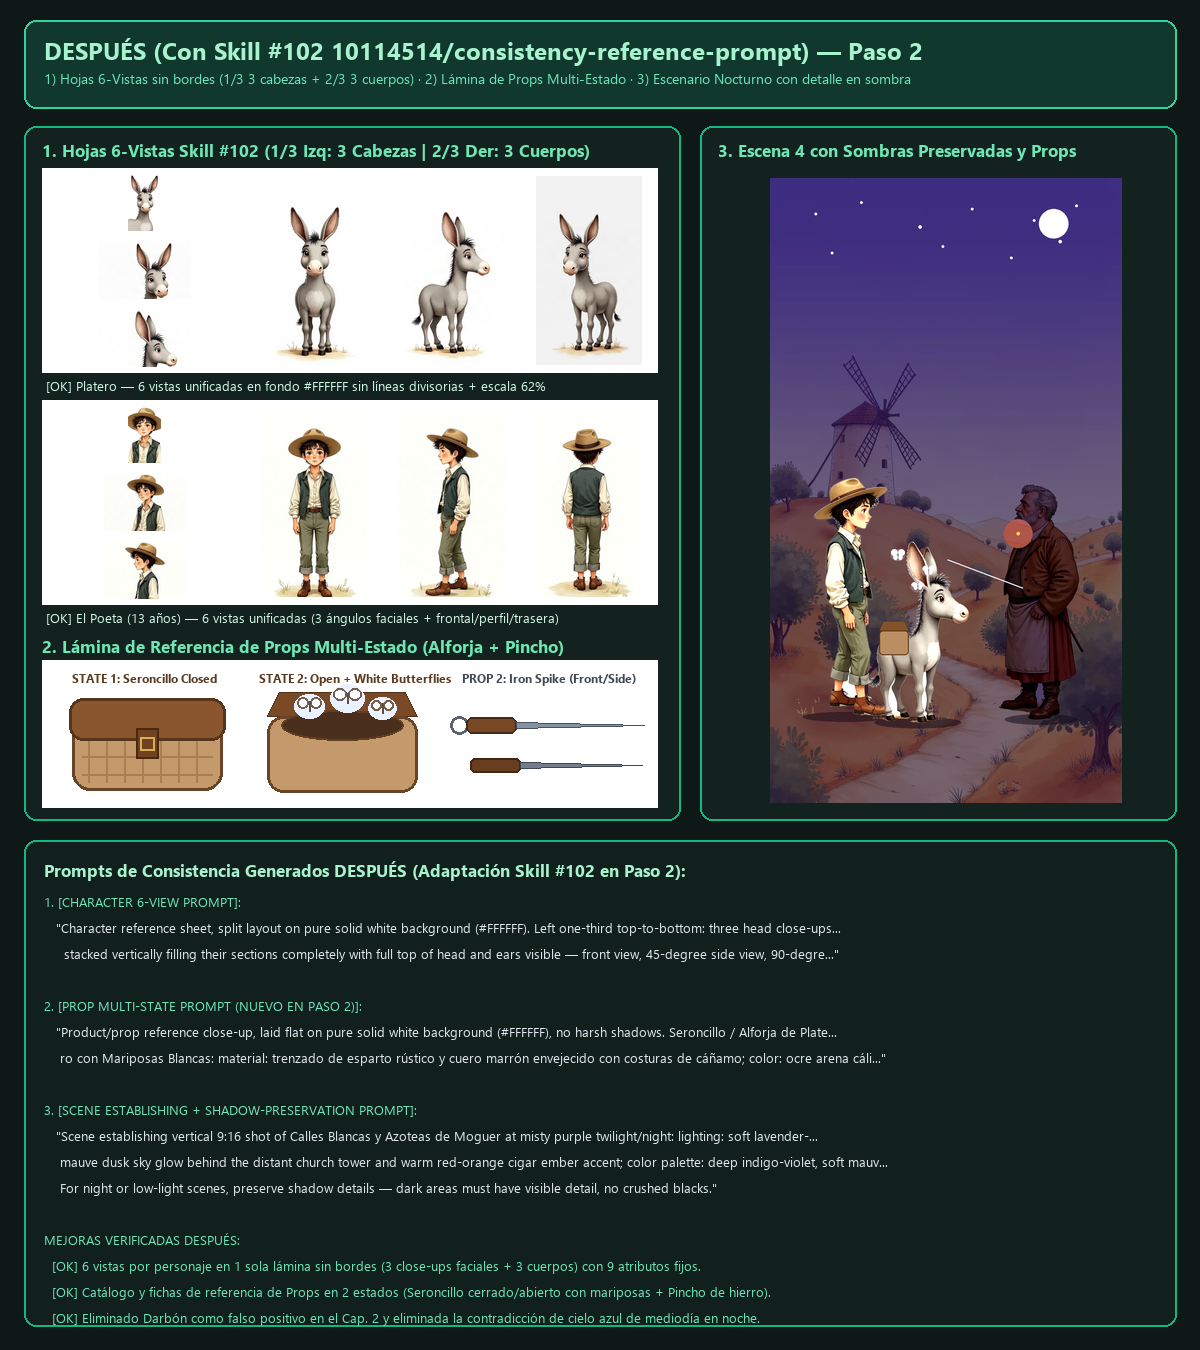 DESPUÉS (Con Skill #102 10114514/consistency-reference-prompt) — Paso 2
1) Hojas 6-Vistas sin bordes (1/3 3 cabezas + 2/3 3 cuerpos) · 2) Lámina de Props Multi-Estado · 3) Escenario Nocturno con detalle en sombra
1. Hojas 6-Vistas Skill #102 (1/3 Izq: 3 Cabezas | 2/3 Der: 3 Cuerpos)
[OK] Platero — 6 vistas unificadas en fondo #FFFFFF sin líneas divisorias + escala 62%
[OK] El Poeta (13 años) — 6 vistas unificadas (3 ángulos faciales + frontal/perfil/trasera)
2. Lámina de Referencia de Props Multi-Estado (Alforja + Pincho)
STATE 1: Seroncillo Closed
STATE 2: Open + White Butterflies
PROP 2: Iron Spike (Front/Side)
3. Escena 4 con Sombras Preservadas y Props
Prompts de Consistencia Generados DESPUÉS (Adaptación Skill #102 en Paso 2):
1. [CHARACTER 6-VIEW PROMPT]:
"Character reference sheet, split layout on pure solid white background (#FFFFFF). Left one-third top-to-bottom: three head close-ups...
stacked vertically filling their sections completely with full top of head and ears visible — front view, 45-degree side view, 90-degre..."
2. [PROP MULTI-STATE PROMPT (NUEVO EN PASO 2)]:
"Product/prop reference close-up, laid flat on pure solid white background (#FFFFFF), no harsh shadows. Seroncillo / Alforja de Plate...
ro con Mariposas Blancas: material: trenzado de esparto rústico y cuero marrón envejecido con costuras de cáñamo; color: ocre arena cáli..."
3. [SCENE ESTABLISHING + SHADOW-PRESERVATION PROMPT]:
"Scene establishing vertical 9:16 shot of Calles Blancas y Azoteas de Moguer at misty purple twilight/night: lighting: soft lavender-...
mauve dusk sky glow behind the distant church tower and warm red-orange cigar ember accent; color palette: deep indigo-violet, soft mauv...
For night or low-light scenes, preserve shadow details — dark areas must have visible detail, no crushed blacks."
MEJORAS VERIFICADAS DESPUÉS:
[OK] 6 vistas por personaje en 1 sola lámina sin bordes (3 close-ups faciales + 3 cuerpos) con 9 atributos fijos.
[OK] Catálogo y fichas de referencia de Props en 2 estados (Seroncillo cerrado/abierto con mariposas + Pincho de hierro).
[OK] Eliminado Darbón como falso positivo en el Cap. 2 y eliminada la contradicción de cielo azul de mediodía en noche.